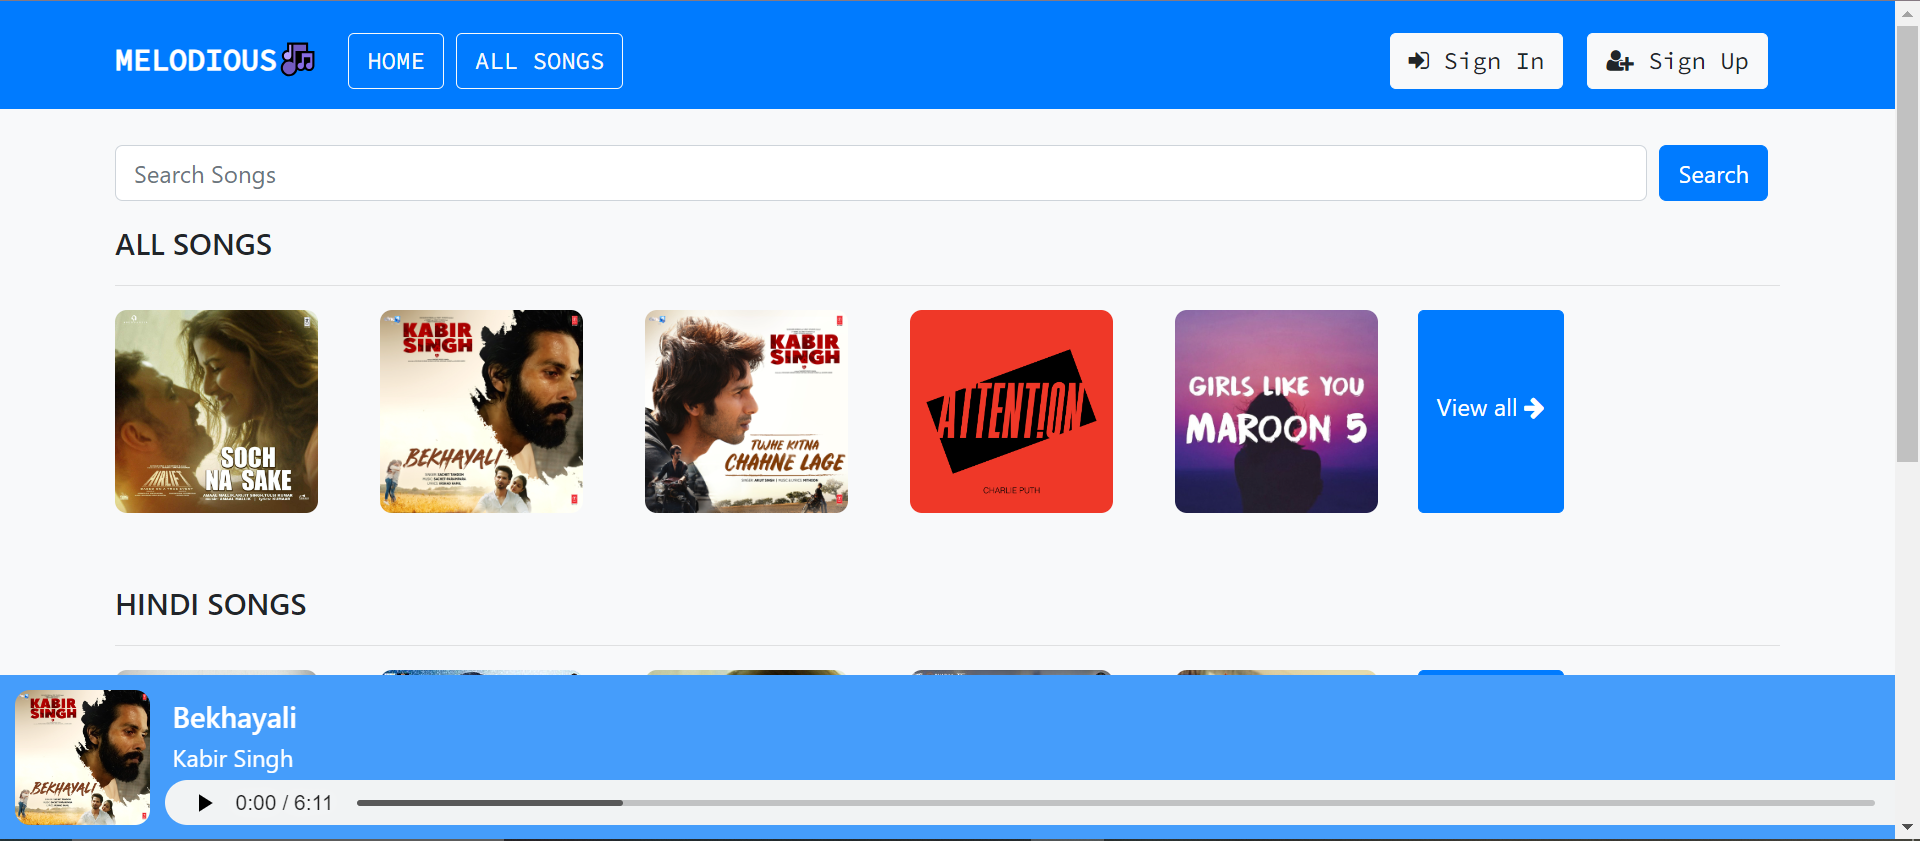 MELODIOUS
HOME
ALL SONGS
Sign In
Sign Up
Search Songs
Search
ALL SONGS
SOCH
NA SAKE
AIRLIFT
KABIR
SINGH
BEKHAYALI
KABIR
SINGH
TUJHE KITNA
CHAHNE LAGE
ATTENT!ON
CHARLIE PUTH
GIRLS LIKE YOU
MAROON 5
View all
HINDI SONGS
KABIR
SINGH
BEKHAYALI
Bekhayali
Kabir Singh
0:00 / 6:11